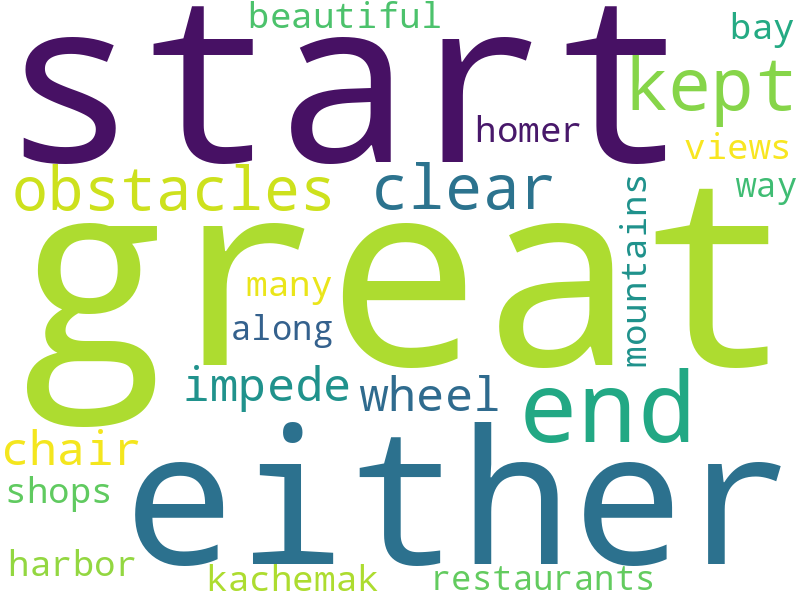 beautiful
start
bay
kept
homer
views
obstacles
clear
way
mountains
great
many
along
impede
wheel
end
chair
either
shops
harbor
kachemak
restaurants